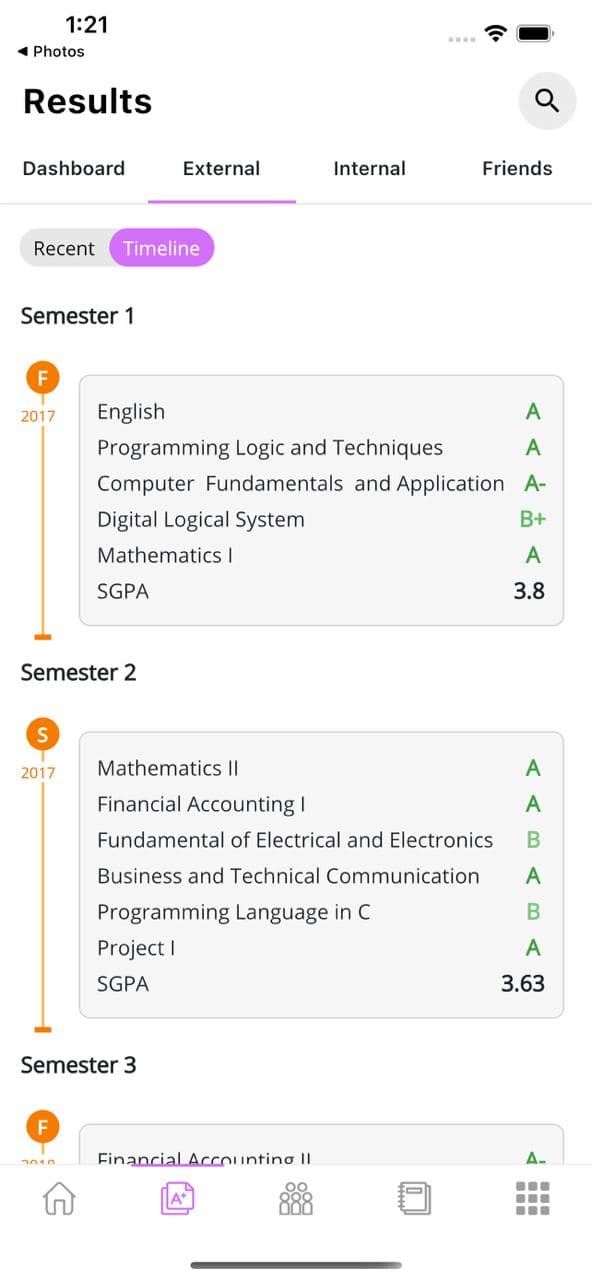 1:21
◀ Photos
Results
Dashboard External Internal Friends
Recent Timeline
Semester 1
F
2017
English A
Programming Logic and Techniques A
Computer Fundamentals and Application A-
Digital Logical System B+
Mathematics I A
SGPA 3.8
Semester 2
S
2017
Mathematics II A
Financial Accounting I A
Fundamental of Electrical and Electronics B
Business and Technical Communication A
Programming Language in C B
Project I A
SGPA 3.63
Semester 3
F
2018
Financial Accounting II A-
A+